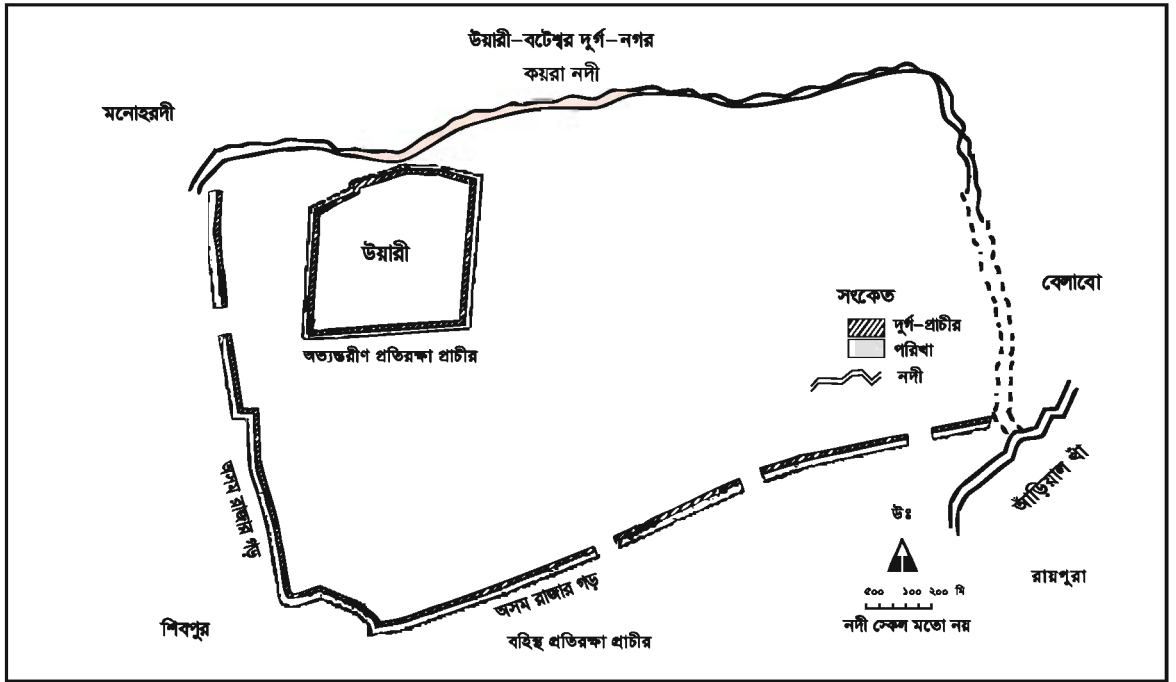 উয়ারী–বটেশ্বর দুর্গ–নগর
কয়রা নদী
মনোহরদী
উয়ারী
বেলাবো
সংকেত
দুর্গ–প্রাচীর
পরিখা
নদী
অভ্যন্তরীণ প্রতিরক্ষা প্রাচীর
অসম রাজার গড়
আঁড়িয়াল খাঁ
উঃ
রায়পুরা
৫০০ ১০০ ২০০ মি
নদী স্কেল মতো নয়
অসম রাজার গড়
শিবপুর
বহিস্থ প্রতিরক্ষা প্রাচীর